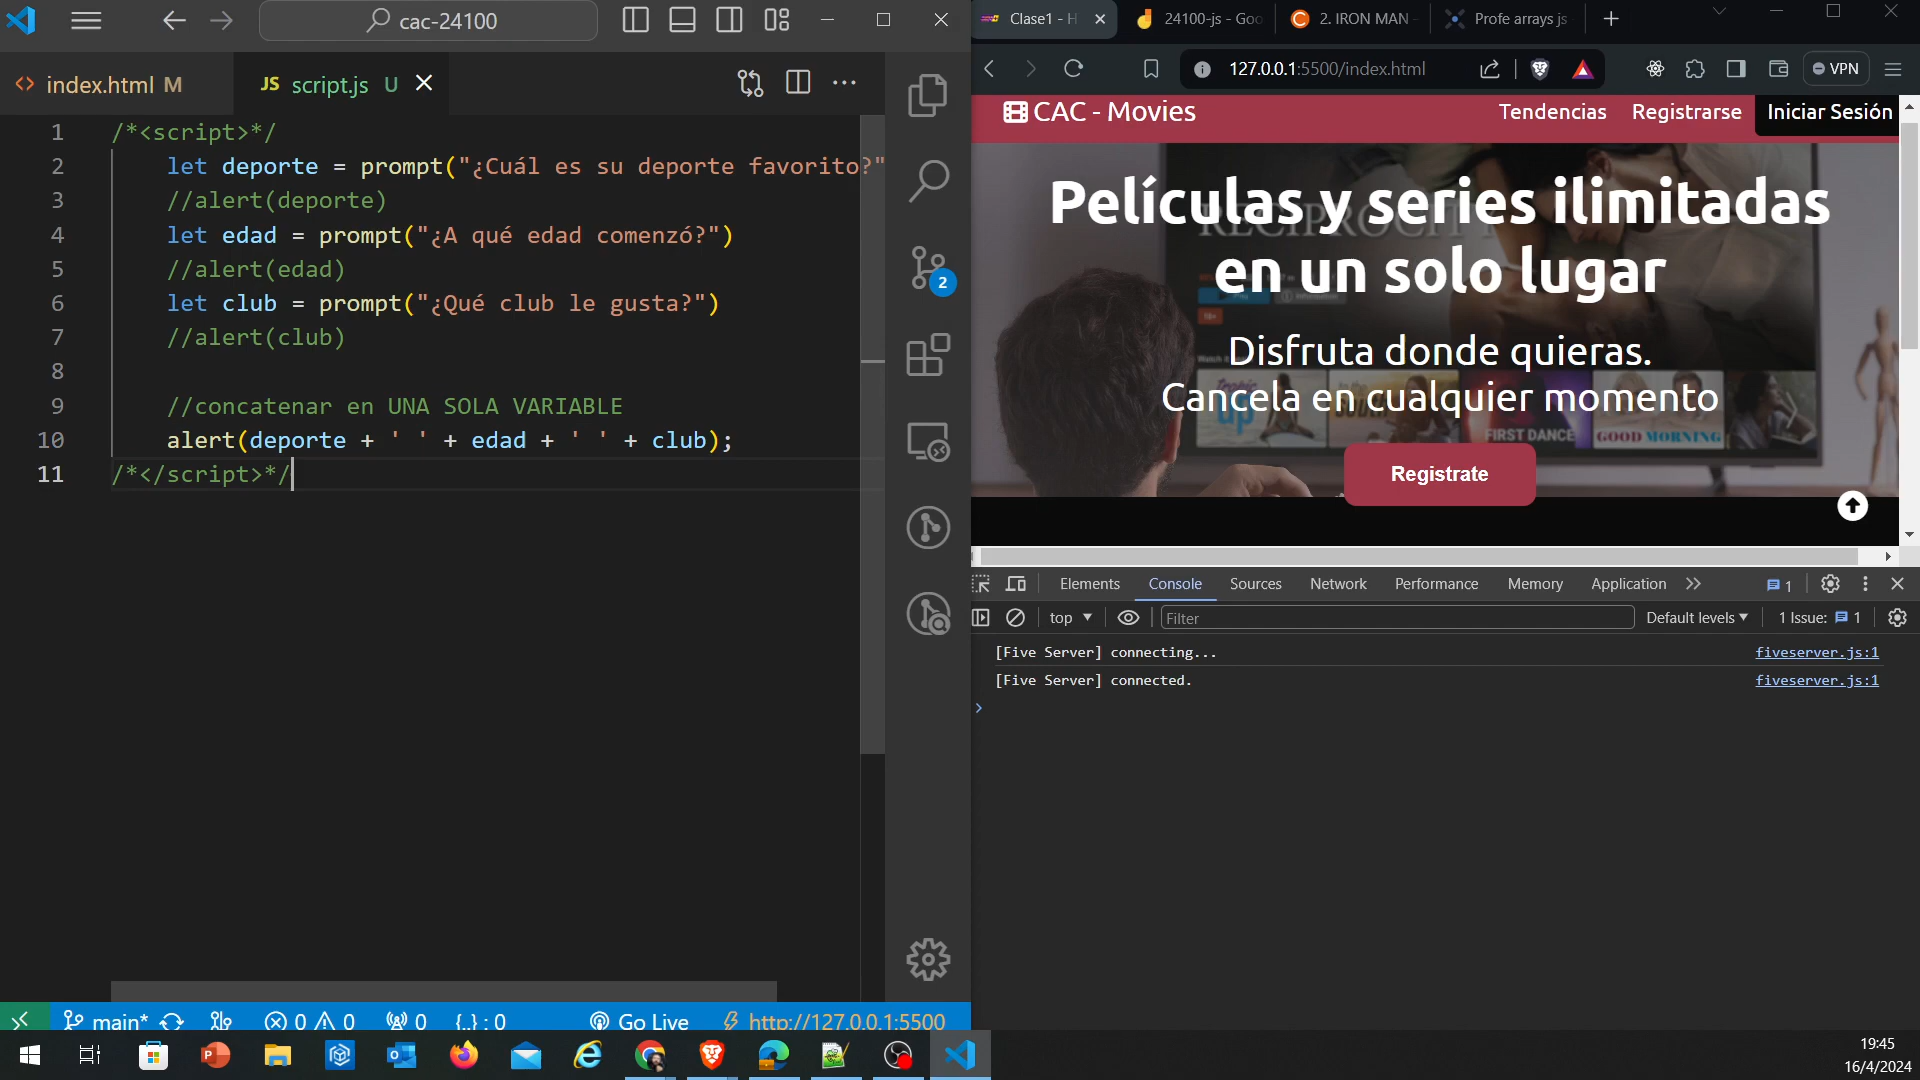 cac-24100
index.html M
JS script.js U
1 /*<script>*/
2 let deporte = prompt("¿Cuál es su deporte favorito?"
3 //alert(deporte)
4 let edad = prompt("¿A qué edad comenzó?")
5 //alert(edad)
6 let club = prompt("¿Qué club le gusta?")
7 //alert(club)
8
9 //concatenar en UNA SOLA VARIABLE
10 alert(deporte + ' ' + edad + ' ' + club);
11 /*</script>*/
2
main* 0 0 0 {..} : 0 Go Live http://127.0.0.1:5500
Clase1 - H 24100-js - Goo 2. IRON MAN - Profe arrays js
127.0.0.1:5500/index.html VPN
CAC - Movies Tendencias Registrarse Iniciar Sesión
Películas y series ilimitadas
en un solo lugar
RECIPROCITY
Disfruta donde quieras.
Cancela en cualquier momento
FIRST DANCE GOOD MORNING
Registrate
Elements Console Sources Network Performance Memory Application 1
top Filter Default levels 1 Issue: 1
[Five Server] connecting... fiveserver.js:1
[Five Server] connected. fiveserver.js:1
19:45
16/4/2024